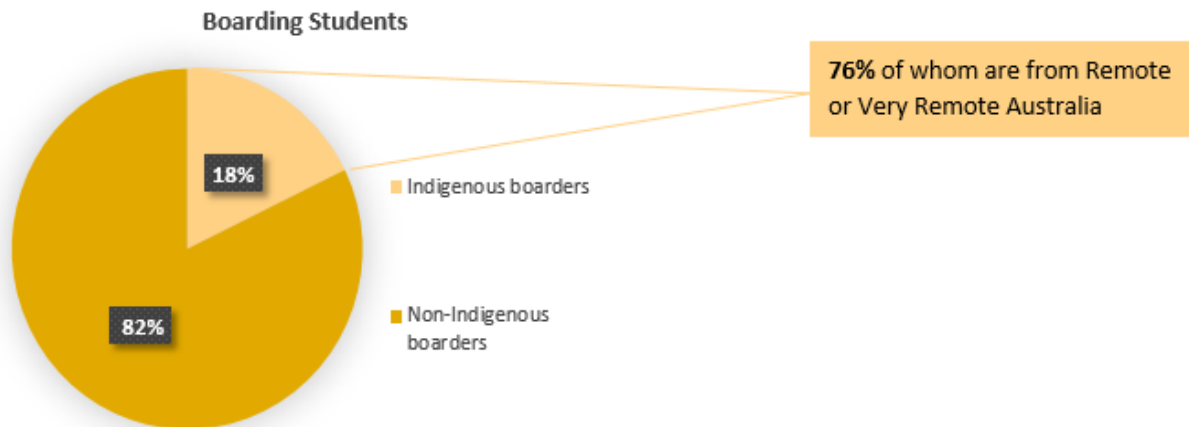 Boarding Students
76% of whom are from Remote
or Very Remote Australia
18%
Indigenous boarders
82%
Non-Indigenous
boarders